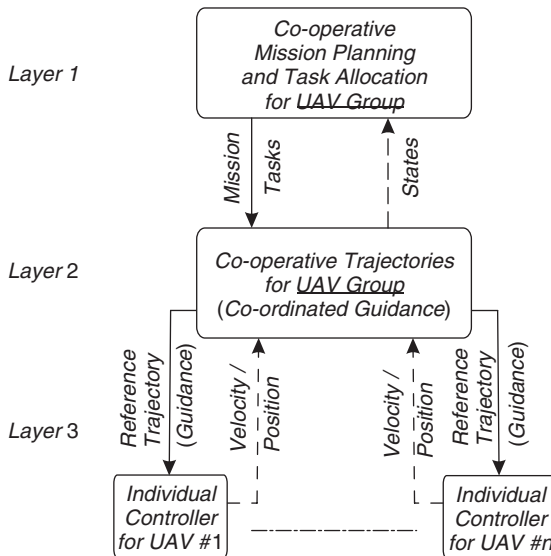 Co-operative
Mission Planning
and Task Allocation
for UAV Group
Layer 1
Mission
Tasks
States
Co-operative Trajectories
for UAV Group
(Co-ordinated Guidance)
Layer 2
Reference
Trajectory
(Guidance)
Velocity /
Position
Velocity /
Position
Reference
Trajectory
(Guidance)
Layer 3
Individual
Controller
for UAV #1
Individual
Controller
for UAV #n